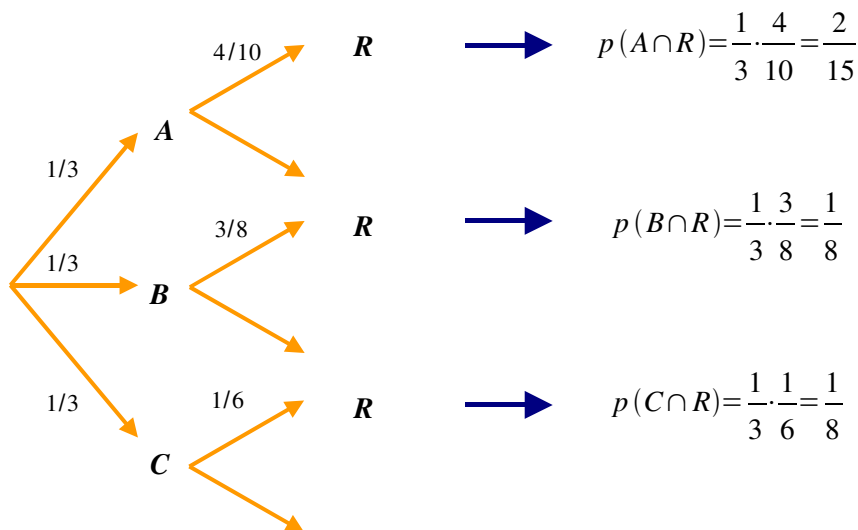 4/10 R p(A∩R)=1/3·4/10=2/15
A
1/3
3/8 R p(B∩R)=1/3·3/8=1/8
1/3
B
1/3
1/6 R p(C∩R)=1/3·1/6=1/8
C